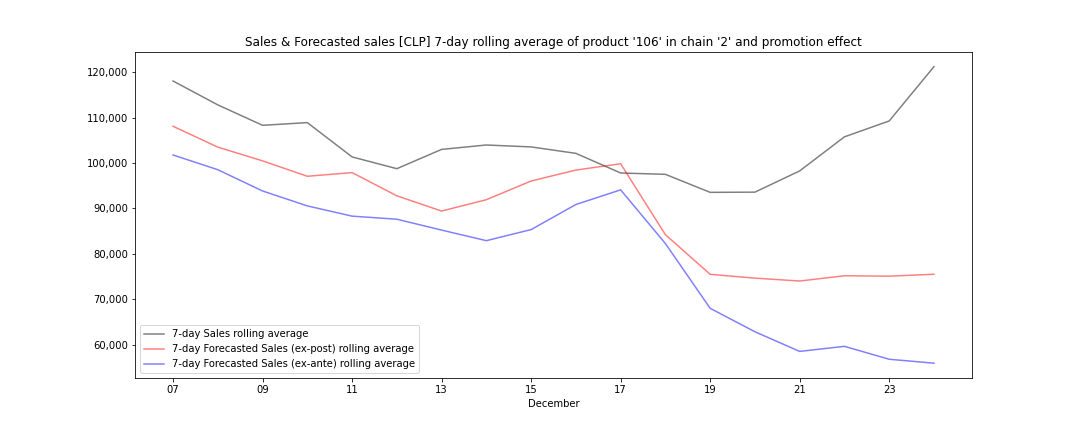 Sales & Forecasted sales [CLP] 7-day rolling average of product '106' in chain '2' and promotion effect
120,000
110,000
100,000
90,000
80,000
70,000
60,000
7-day Sales rolling average
7-day Forecasted Sales (ex-post) rolling average
7-day Forecasted Sales (ex-ante) rolling average
07 09 11 13 15 17 19 21 23
December